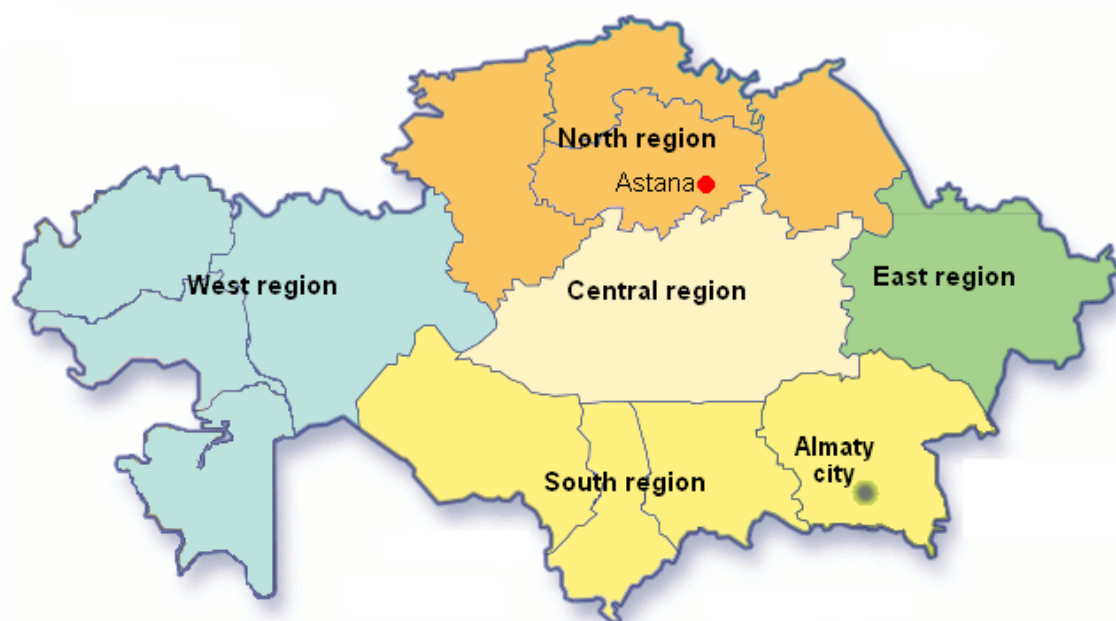 North region
Astana
West region
Central region
East region
Almaty
city
South region